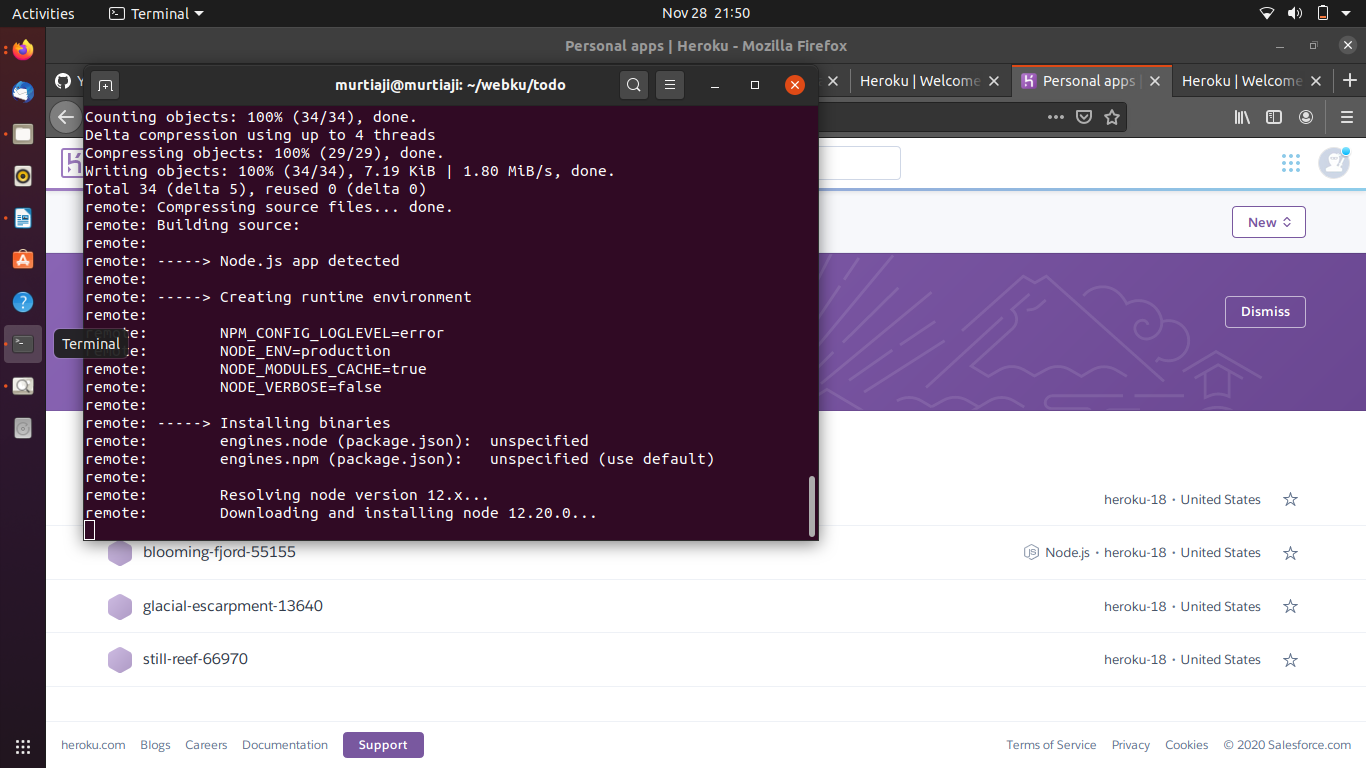 Activities
Terminal
Nov 28 21:50
Personal apps | Heroku - Mozilla Firefox
murtiaji@murtiaji: ~/webku/todo
Heroku | Welcome
Personal apps
Heroku | Welcome
Counting objects: 100% (34/34), done.
Delta compression using up to 4 threads
Compressing objects: 100% (29/29), done.
Writing objects: 100% (34/34), 7.19 KiB | 1.80 MiB/s, done.
Total 34 (delta 5), reused 0 (delta 0)
remote: Compressing source files... done.
remote: Building source:
remote:
remote: -----> Node.js app detected
remote:
remote: -----> Creating runtime environment
remote:
remote:        NPM_CONFIG_LOGLEVEL=error
remote:        NODE_ENV=production
remote:        NODE_MODULES_CACHE=true
remote:        NODE_VERBOSE=false
remote:
remote: -----> Installing binaries
remote:        engines.node (package.json):  unspecified
remote:        engines.npm (package.json):   unspecified (use default)
remote:
remote:        Resolving node version 12.x...
remote:        Downloading and installing node 12.20.0...
Terminal
New
Dismiss
heroku-18 • United States
blooming-fjord-55155
Node.js • heroku-18 • United States
glacial-escarpment-13640
heroku-18 • United States
still-reef-66970
heroku-18 • United States
heroku.com Blogs Careers Documentation Support
Terms of Service Privacy Cookies © 2020 Salesforce.com